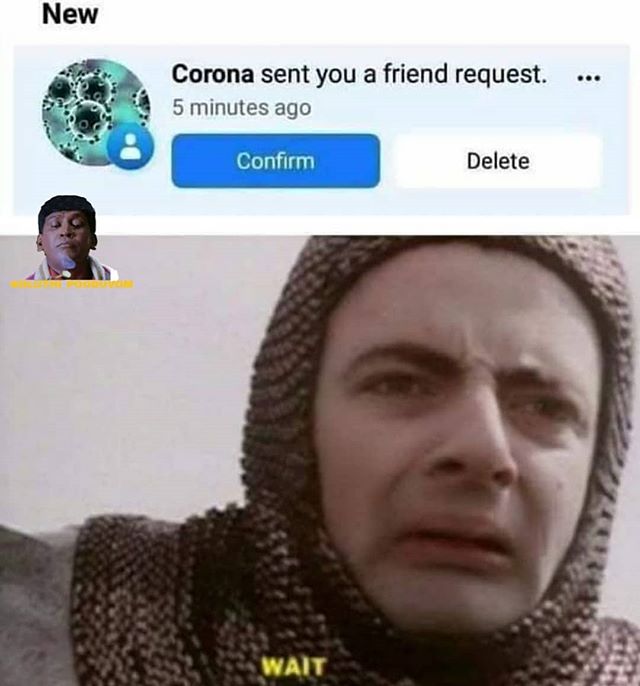 New
Corona sent you a friend request.
5 minutes ago
Confirm
Delete
WAIT